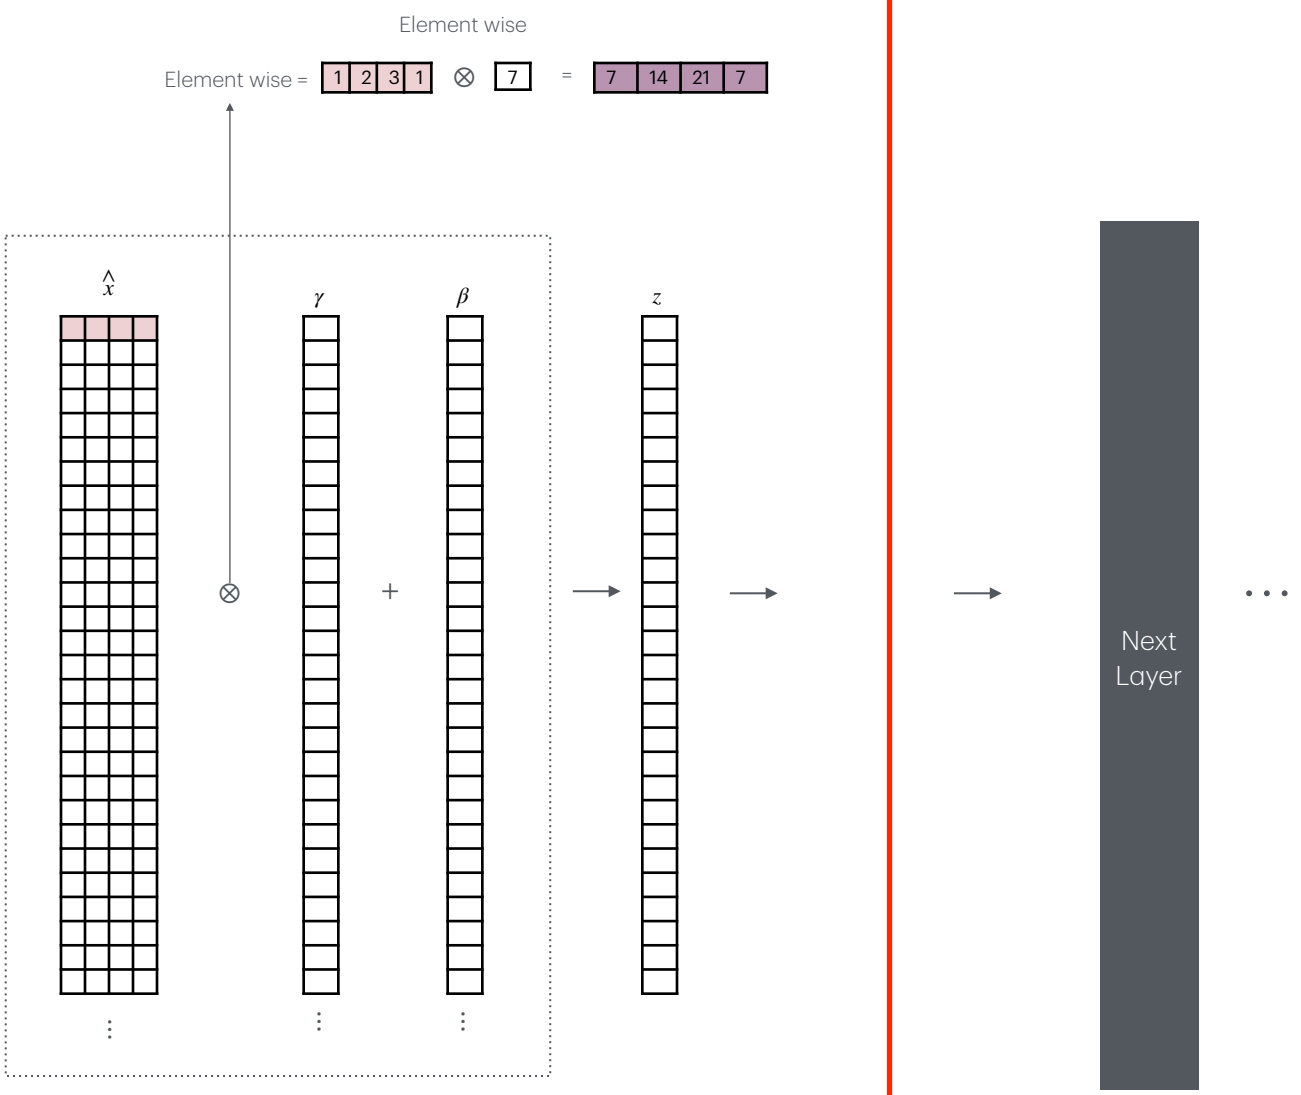 Element wise
Element wise = 1 2 3 1 ⊗ 7 = 7 14 21 7
x̂ γ β z
⊗ +
⋮ ⋮ ⋮
Next
Layer
...